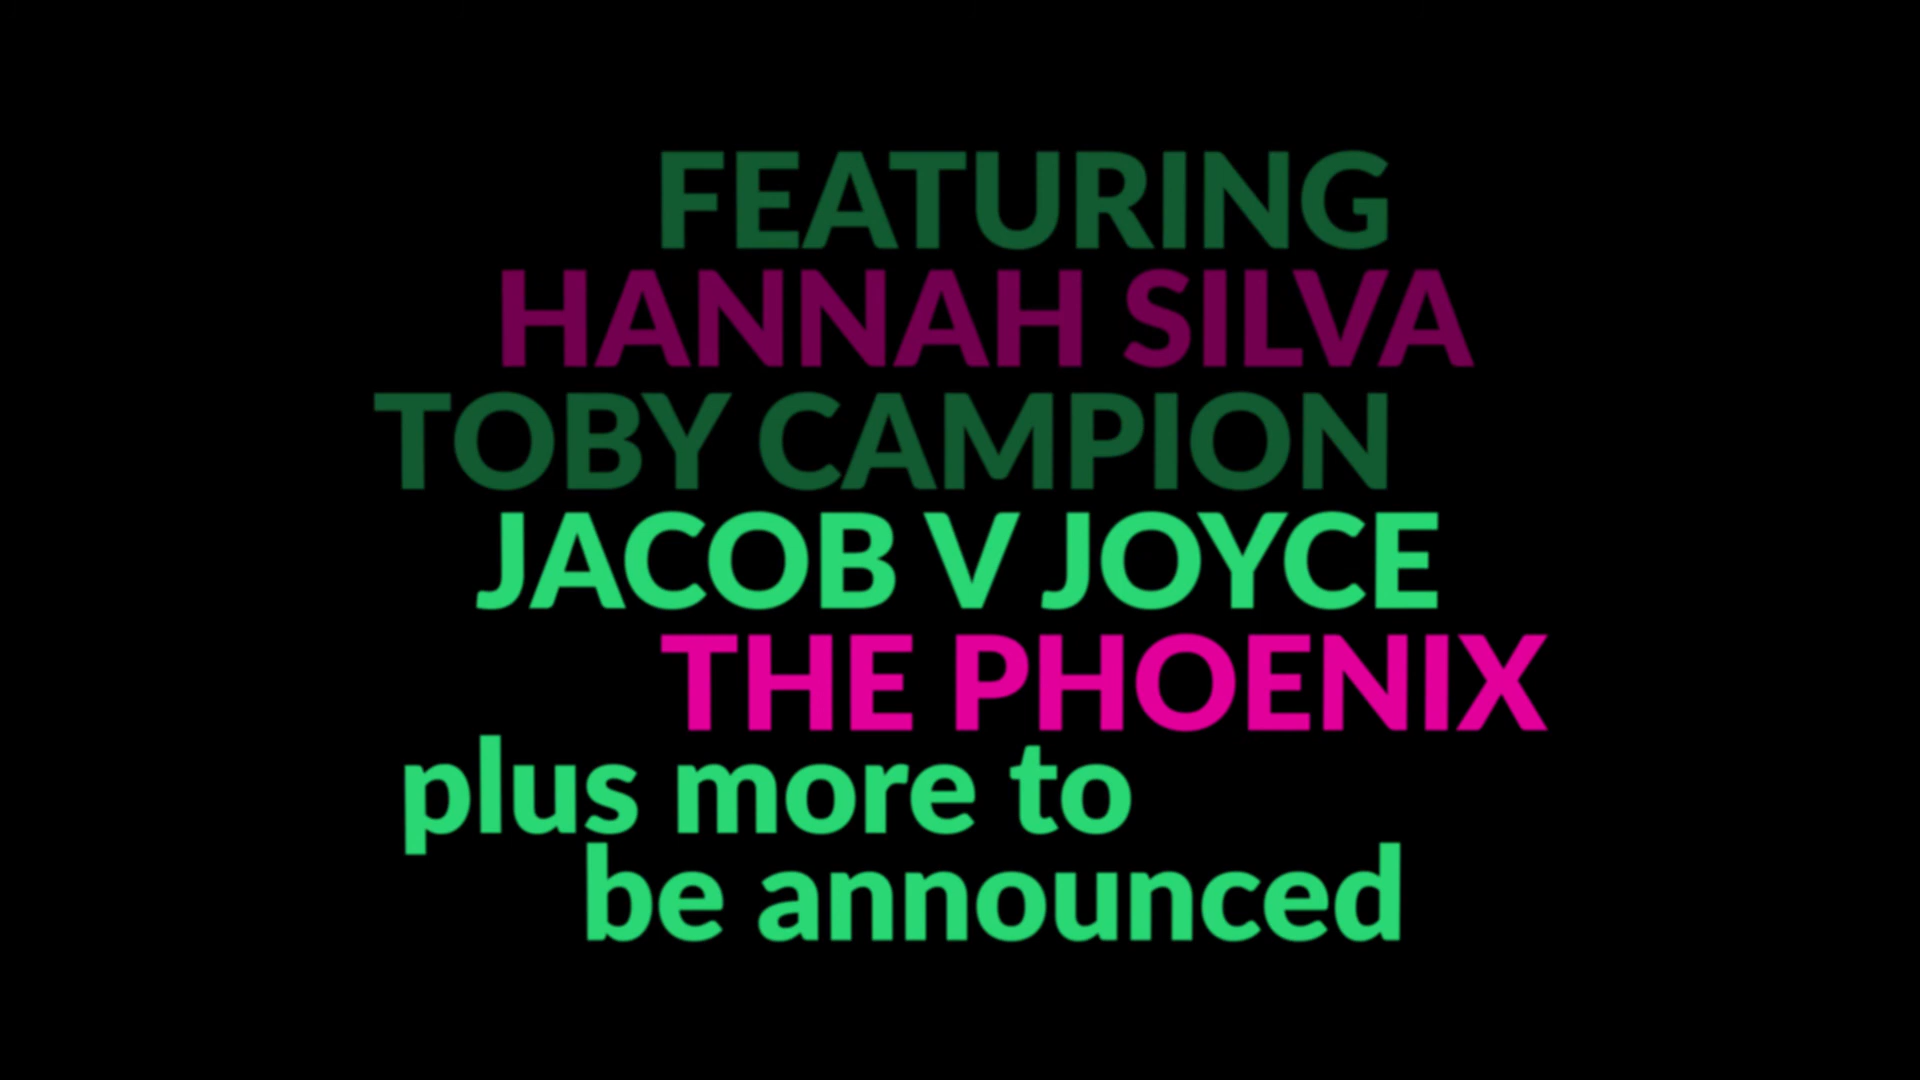 FEATURING
HANNAH SILVA
TOBY CAMPION
JACOB V JOYCE
THE PHOENIX
plus more to
be announced